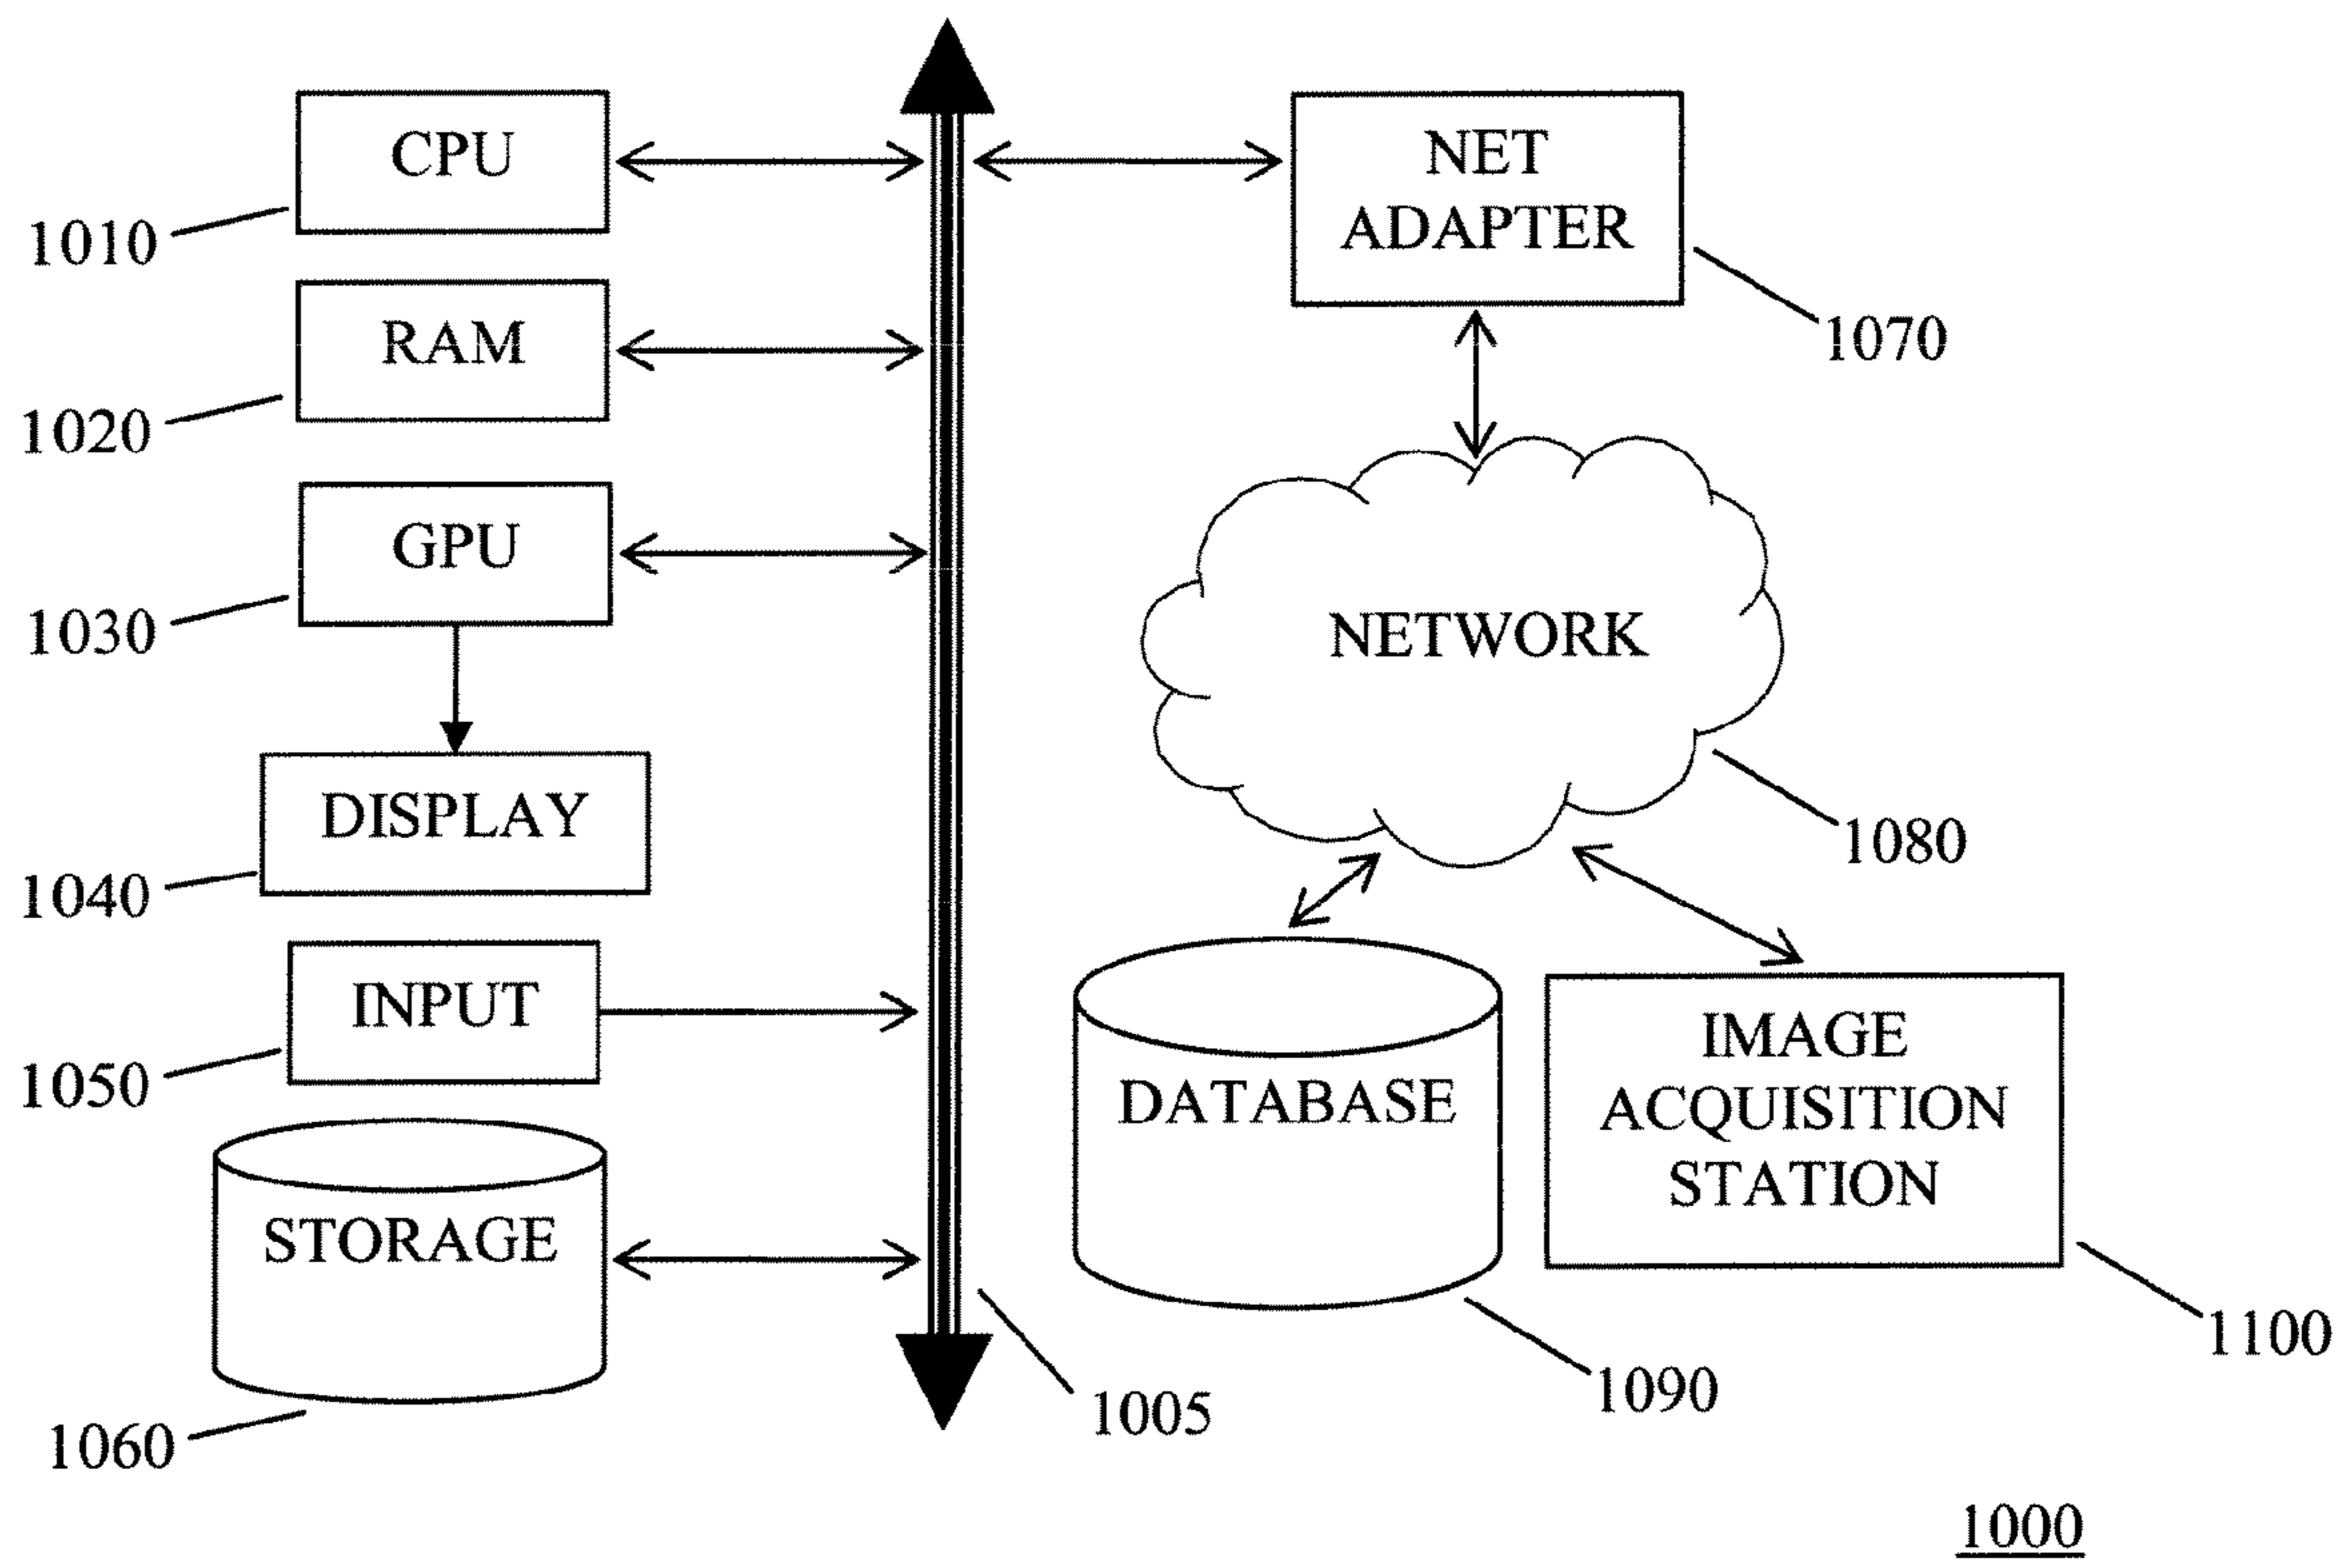 CPU
1010
RAM
1020
GPU
1030
DISPLAY
1040
INPUT
1050
STORAGE
1060
1005
NET
ADAPTER
1070
NETWORK
1080
DATABASE
1090
IMAGE
ACQUISITION
STATION
1100
1000